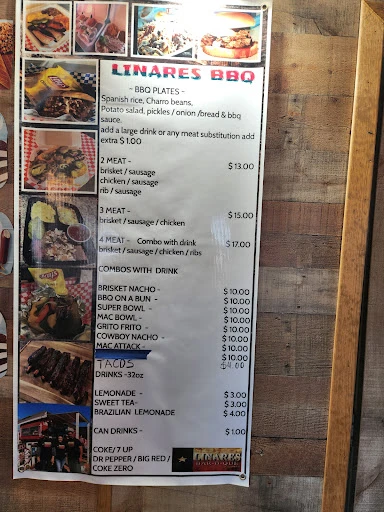 LINARES BBQ
- BBQ PLATES -
Spanish rice, Charro beans,
Potato salad, pickles / onion /bread & bbq
sauce.
add a large drink or any meat substitution add
extra $ 1.00
2 MEAT - $ 13.00
brisket / sausage
chicken / sausage
rib / sausage
3 MEAT - $ 15.00
brisket / sausage / chicken
4 MEAT - Combo with drink $ 17.00
brisket / sausage / chicken / ribs
COMBOS WITH DRINK
BRISKET NACHO - $ 10.00
BBQ ON A BUN - $ 10.00
SUPER BOWL - $ 10.00
MAC BOWL - $ 10.00
GRITO FRITO - $ 10.00
COWBOY NACHO - $ 10.00
MAC ATTACK - $ 10.00
$ 10.00
TACOS $4.00
DRINKS -32oz
LEMONADE - $ 3.00
SWEET TEA- $ 3.00
BRAZILIAN LEMONADE $ 4.00
CAN DRINKS - $ 1.00
COKE/ 7 UP
DR PEPPER / BIG RED /
COKE ZERO
LINARES
BAR-B-QUE